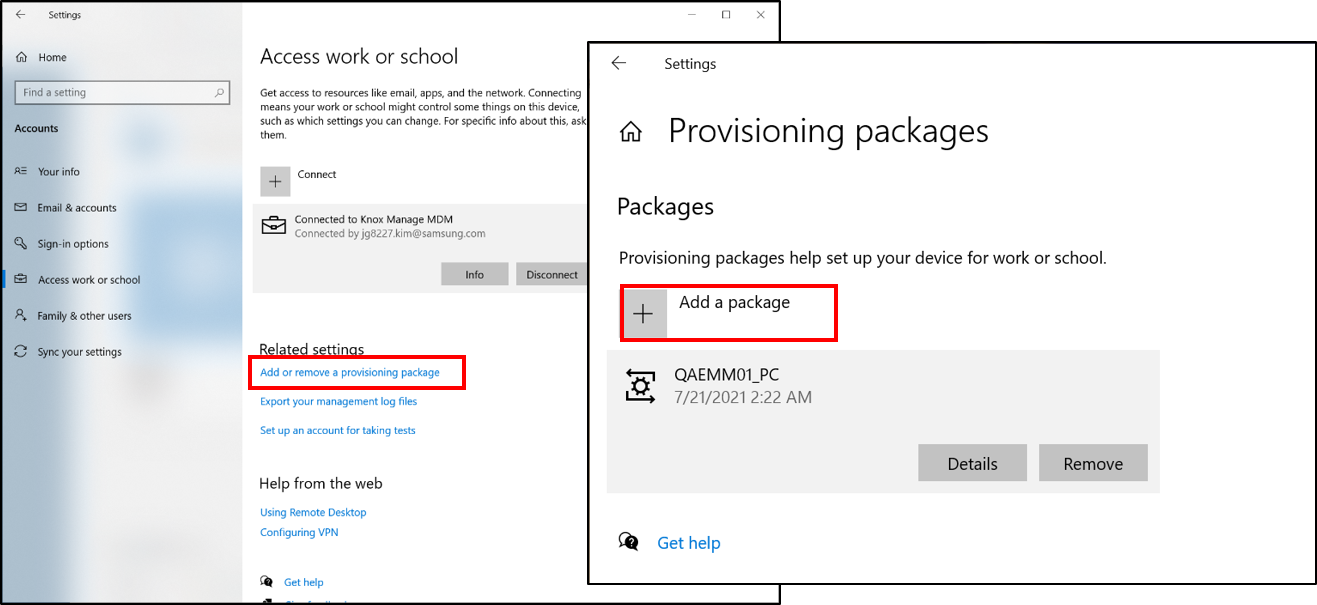 Settings
Home
Find a setting
Accounts
Your info
Email & accounts
Sign-in options
Access work or school
Family & other users
Sync your settings
Access work or school
Get access to resources like email, apps, and the network. Connecting
means your work or school might control some things on this device,
such as which settings you can change. For specific info about this, ask
them.
Connect
Connected to Knox Manage MDM
Connected by jg8227.kim@samsung.com
Info
Disconnect
Related settings
Add or remove a provisioning package
Export your management log files
Set up an account for taking tests
Help from the web
Using Remote Desktop
Configuring VPN
Get help
Settings
Provisioning packages
Packages
Provisioning packages help set up your device for work or school.
Add a package
QAEMM01_PC
7/21/2021 2:22 AM
Details
Remove
Get help